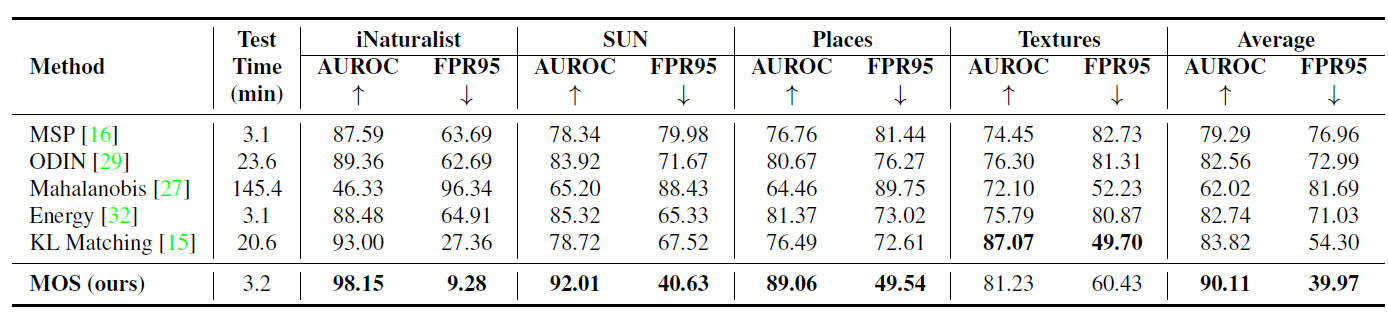 Method Test Time (min) iNaturalist SUN Places Textures Average
AUROC ↑ FPR95 ↓ AUROC ↑ FPR95 ↓ AUROC ↑ FPR95 ↓ AUROC ↑ FPR95 ↓ AUROC ↑ FPR95 ↓
MSP [16] 3.1 87.59 63.69 78.34 79.98 76.76 81.44 74.45 82.73 79.29 76.96
ODIN [29] 23.6 89.36 62.69 83.92 71.67 80.67 76.27 76.30 81.31 82.56 72.99
Mahalanobis [27] 145.4 46.33 96.34 65.20 88.43 64.46 89.75 72.10 52.23 62.02 81.69
Energy [32] 3.1 88.48 64.91 85.32 65.33 81.37 73.02 75.79 80.87 82.74 71.03
KL Matching [15] 20.6 93.00 27.36 78.72 67.52 76.49 72.61 87.07 49.70 83.82 54.30
MOS (ours) 3.2 98.15 9.28 92.01 40.63 89.06 49.54 81.23 60.43 90.11 39.97